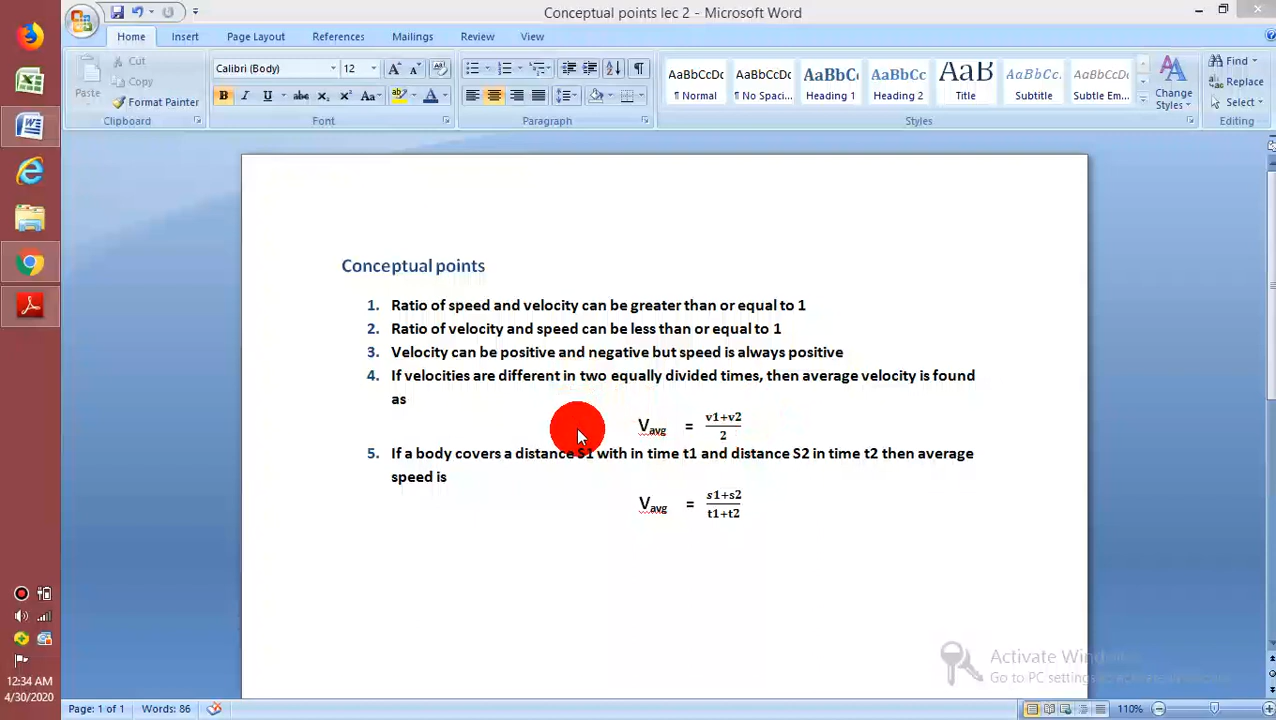 Conceptual points lec 2 - Microsoft Word
Home Insert Page Layout References Mailings Review View
Paste
Cut
Copy
Format Painter
Clipboard
Calibri (Body) 12
B I U abc x₂ x² Aa
Font
Paragraph
AaBbCcDc AaBbCcDc AaBbC AaBbCc AaB AaBbCc. AaBbCcDc
¶ Normal ¶ No Spaci... Heading 1 Heading 2 Title Subtitle Subtle Em...
Styles
Change Styles
Find
Replace
Select
Editing
Conceptual points
1. Ratio of speed and velocity can be greater than or equal to 1
2. Ratio of velocity and speed can be less than or equal to 1
3. Velocity can be positive and negative but speed is always positive
4. If velocities are different in two equally divided times, then average velocity is found
as
Vavg = v1+v2 / 2
5. If a body covers a distance S1 with in time t1 and distance S2 in time t2 then average
speed is
Vavg = s1+s2 / t1+t2
Activate Windows
Go to PC settings to activate Windows.
12:34 AM
4/30/2020
Page: 1 of 1 Words: 86 110%